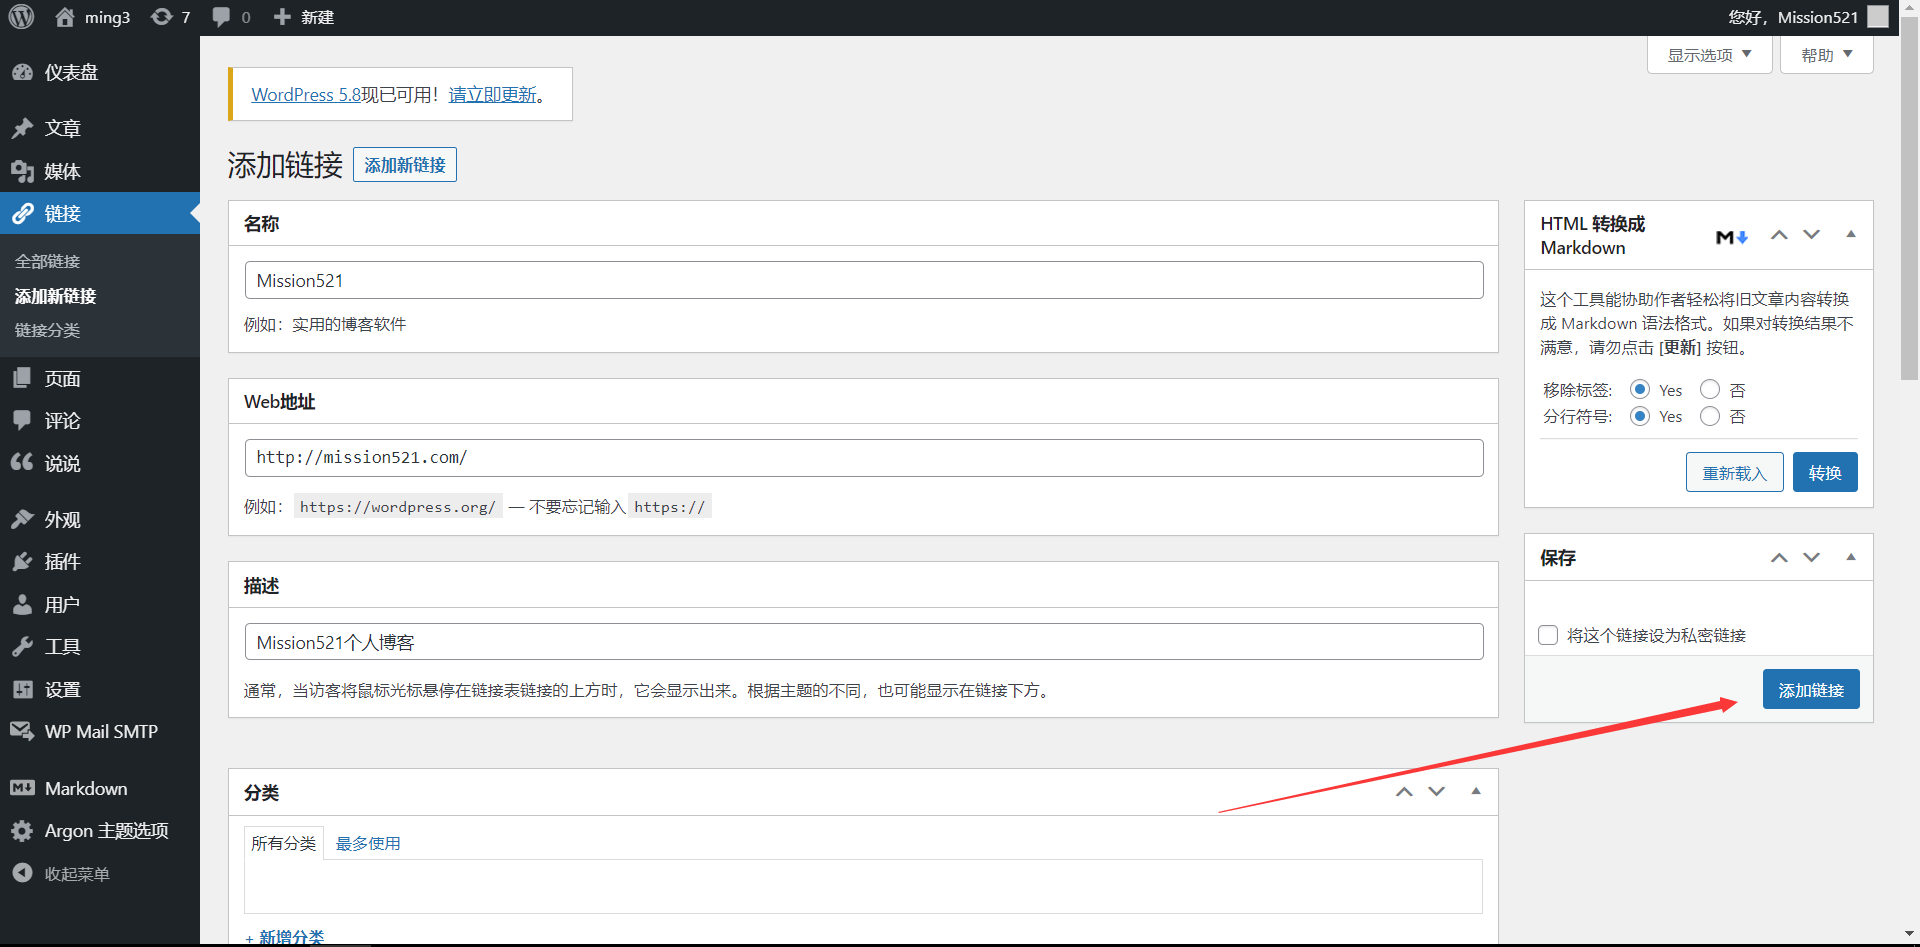 ming3
7
0
新建
您好，Mission521
仪表盘
文章
媒体
链接
全部链接
添加新链接
链接分类
页面
评论
说说
外观
插件
用户
工具
设置
WP Mail SMTP
Markdown
Argon 主题选项
收起菜单
显示选项
帮助
WordPress 5.8现已可用！请立即更新。
添加链接
添加新链接
名称
Mission521
例如：实用的博客软件
Web地址
http://mission521.com/
例如： https://wordpress.org/ — 不要忘记输入 https://
描述
Mission521个人博客
通常，当访客将鼠标光标悬停在链接表链接的上方时，它会显示出来。根据主题的不同，也可能显示在链接下方。
分类
所有分类
最多使用
+ 新增分类
HTML 转换成
Markdown
M
这个工具能协助作者轻松将旧文章内容转换
成 Markdown 语法格式。如果对转换结果不
满意，请勿点击 [更新] 按钮。
移除标签: Yes 否
分行符号: Yes 否
重新载入
转换
保存
将这个链接设为私密链接
添加链接